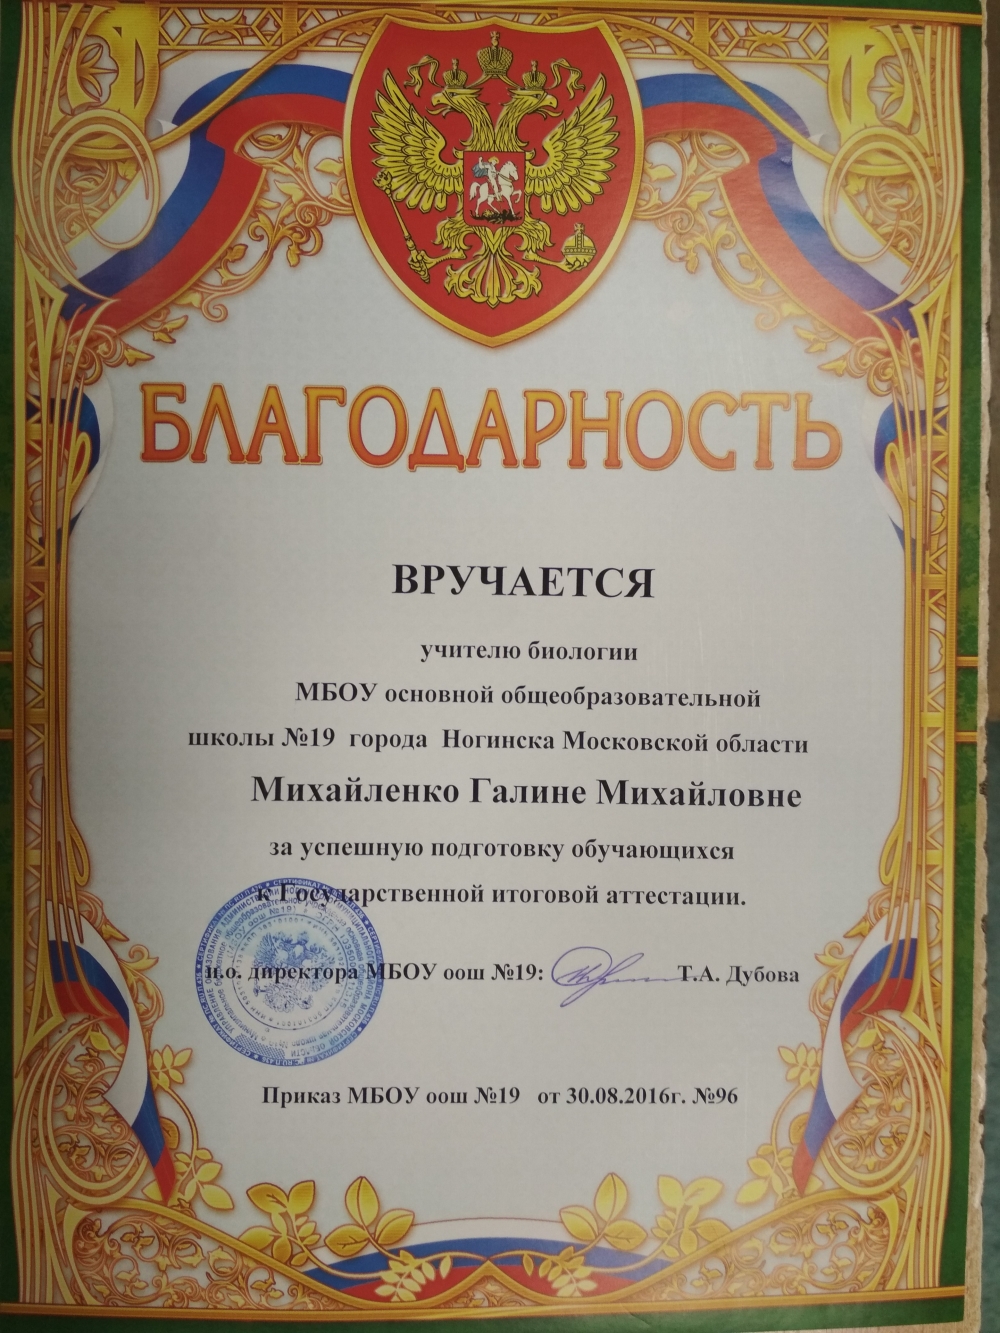 БЛАГОДАРНОСТЬ
ВРУЧАЕТСЯ
учителю биологии
МБОУ основной общеобразовательной
школы №19 города Ногинска Московской области
Михайленко Галине Михайловне
за успешную подготовку обучающихся
к Государственной итоговой аттестации.
и.о. директора МБОУ оош №19: Т.А. Дубова
Приказ МБОУ оош №19 от 30.08.2016г. №96